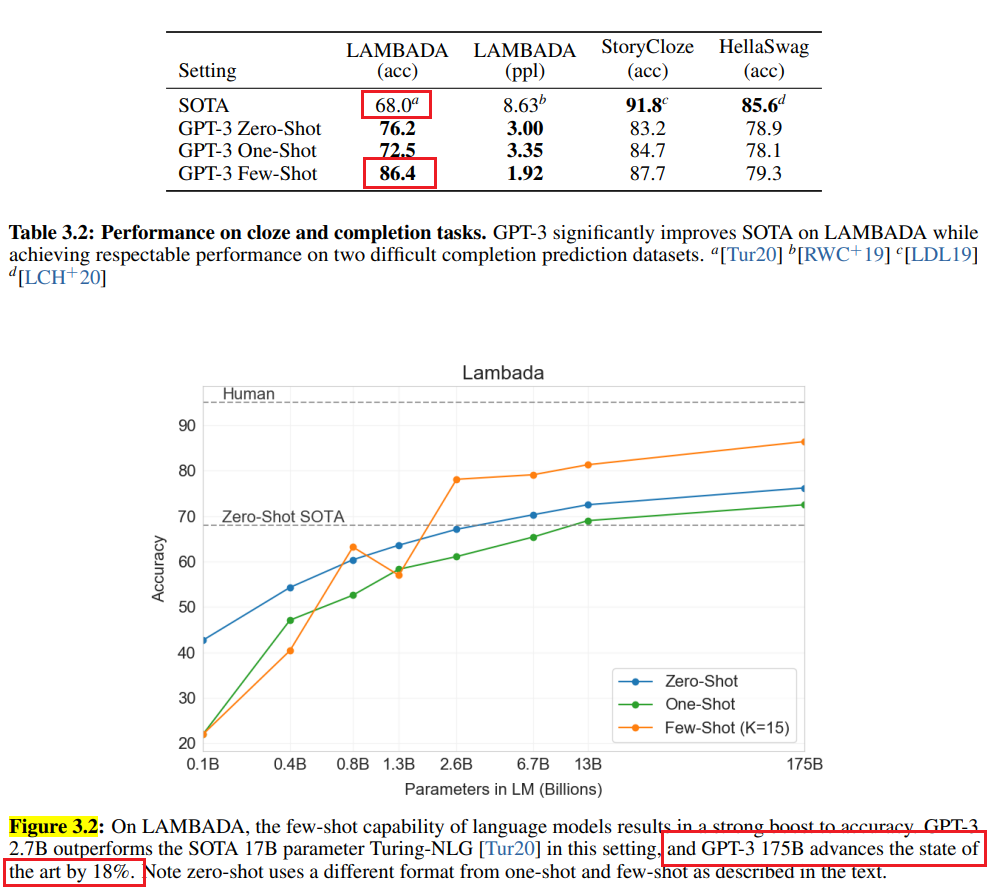 LAMBADA LAMBADA StoryCloze HellaSwag
Setting (acc) (ppl) (acc) (acc)
SOTA 68.0a 8.63b 91.8c 85.6d
GPT-3 Zero-Shot 76.2 3.00 83.2 78.9
GPT-3 One-Shot 72.5 3.35 84.7 78.1
GPT-3 Few-Shot 86.4 1.92 87.7 79.3
Table 3.2: Performance on cloze and completion tasks. GPT-3 significantly improves SOTA on LAMBADA while
achieving respectable performance on two difficult completion prediction datasets. a[Tur20] b[RWC+19] c[LDL19]
d[LCH+20]
Lambada
Human
90
80
70
Zero-Shot SOTA
60
50
40
30
20
Accuracy
Zero-Shot
One-Shot
Few-Shot (K=15)
0.1B 0.4B 0.8B 1.3B 2.6B 6.7B 13B 175B
Parameters in LM (Billions)
Figure 3.2: On LAMBADA, the few-shot capability of language models results in a strong boost to accuracy. GPT-3
2.7B outperforms the SOTA 17B parameter Turing-NLG [Tur20] in this setting, and GPT-3 175B advances the state of
the art by 18%. Note zero-shot uses a different format from one-shot and few-shot as described in the text.